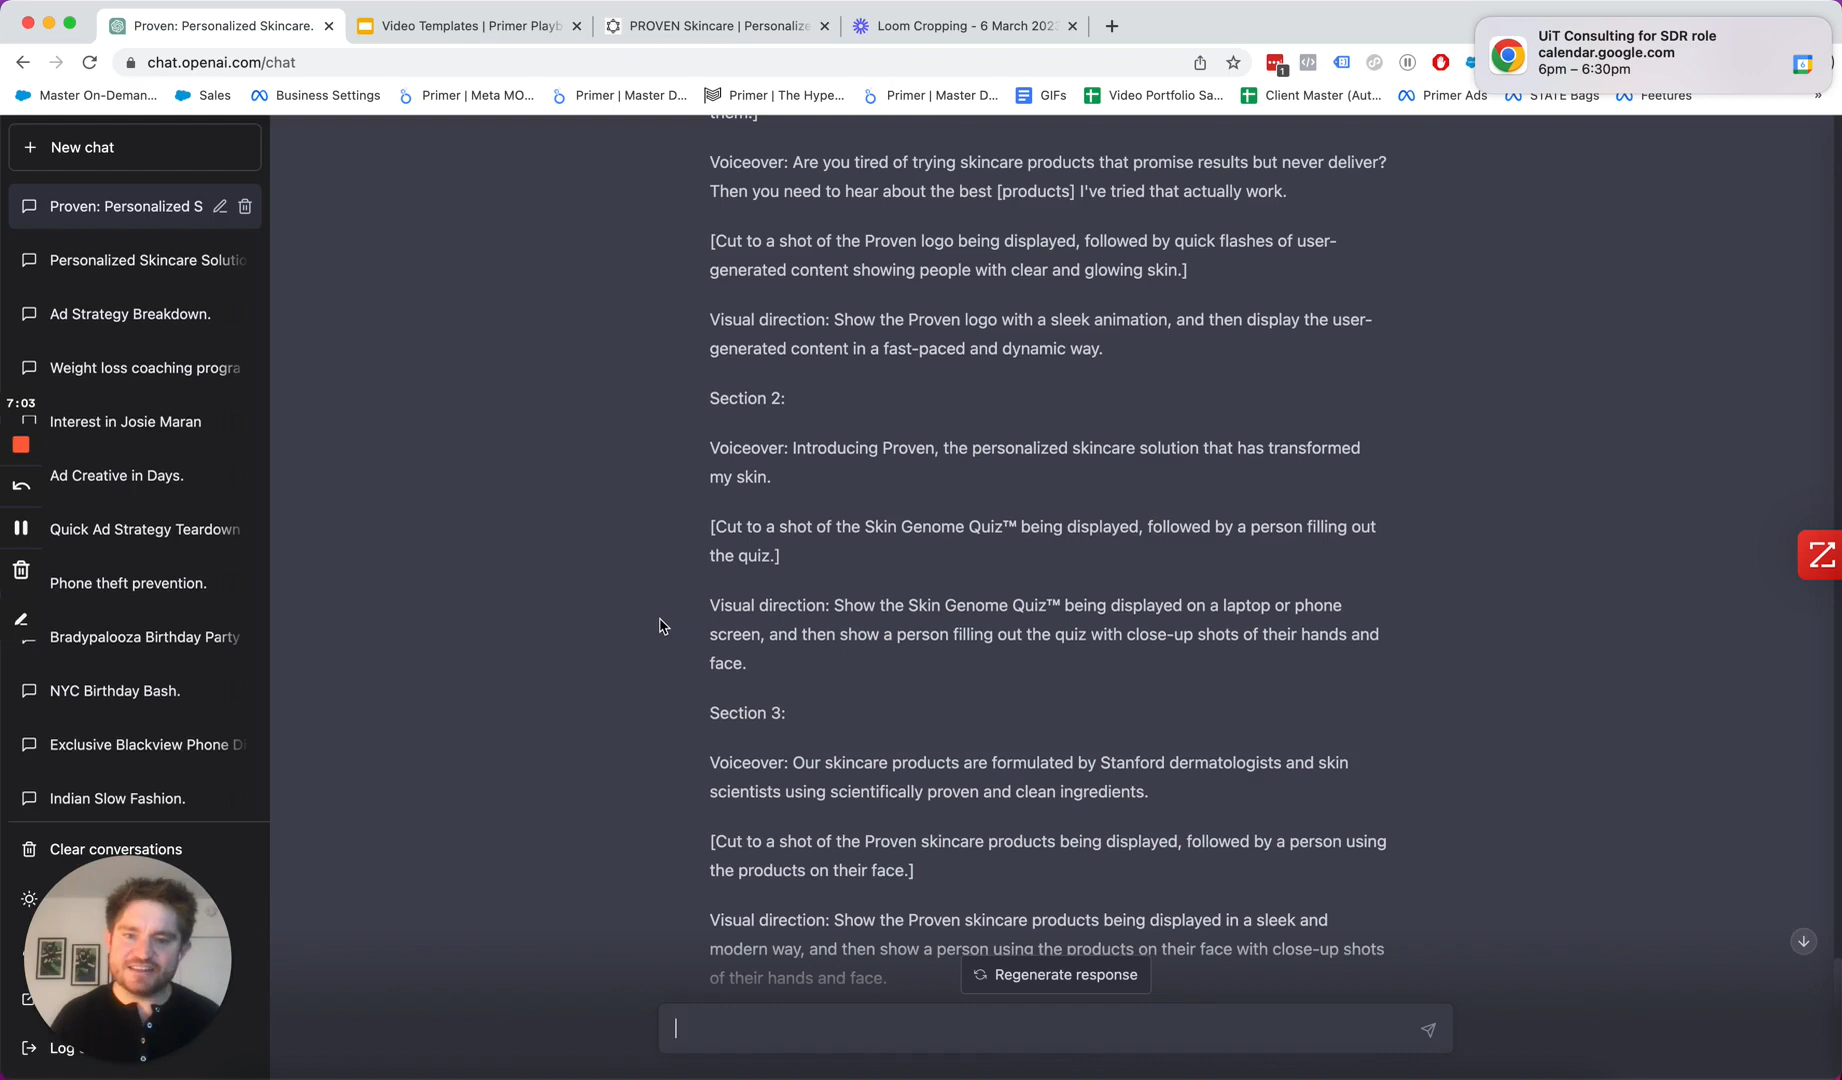 Proven: Personalized Skincare.
Video Templates | Primer Playb
PROVEN Skincare | Personalize
Loom Cropping - 6 March 202
UiT Consulting for SDR role
calendar.google.com
6pm – 6:30pm
chat.openai.com/chat
1
6
Master On-Deman...
Sales
Business Settings
Primer | Meta MO...
Primer | Master D...
Primer | The Hype...
Primer | Master D...
GIFs
Video Portfolio Sa...
Client Master (Aut...
Primer Ads
STATE Bags
Feetures
»
New chat
Proven: Personalized S
Personalized Skincare Solutio
Ad Strategy Breakdown.
Weight loss coaching progra
7:03
Interest in Josie Maran
Ad Creative in Days.
Quick Ad Strategy Teardown
Phone theft prevention.
Bradypalooza Birthday Party
NYC Birthday Bash.
Exclusive Blackview Phone D
Indian Slow Fashion.
Clear conversations
Log
them.]
Voiceover: Are you tired of trying skincare products that promise results but never deliver?
Then you need to hear about the best [products] I've tried that actually work.
[Cut to a shot of the Proven logo being displayed, followed by quick flashes of user-
generated content showing people with clear and glowing skin.]
Visual direction: Show the Proven logo with a sleek animation, and then display the user-
generated content in a fast-paced and dynamic way.
Section 2:
Voiceover: Introducing Proven, the personalized skincare solution that has transformed
my skin.
[Cut to a shot of the Skin Genome Quiz™ being displayed, followed by a person filling out
the quiz.]
Visual direction: Show the Skin Genome Quiz™ being displayed on a laptop or phone
screen, and then show a person filling out the quiz with close-up shots of their hands and
face.
Section 3:
Voiceover: Our skincare products are formulated by Stanford dermatologists and skin
scientists using scientifically proven and clean ingredients.
[Cut to a shot of the Proven skincare products being displayed, followed by a person using
the products on their face.]
Visual direction: Show the Proven skincare products being displayed in a sleek and
modern way, and then show a person using the products on their face with close-up shots
of their hands and face.
Regenerate response